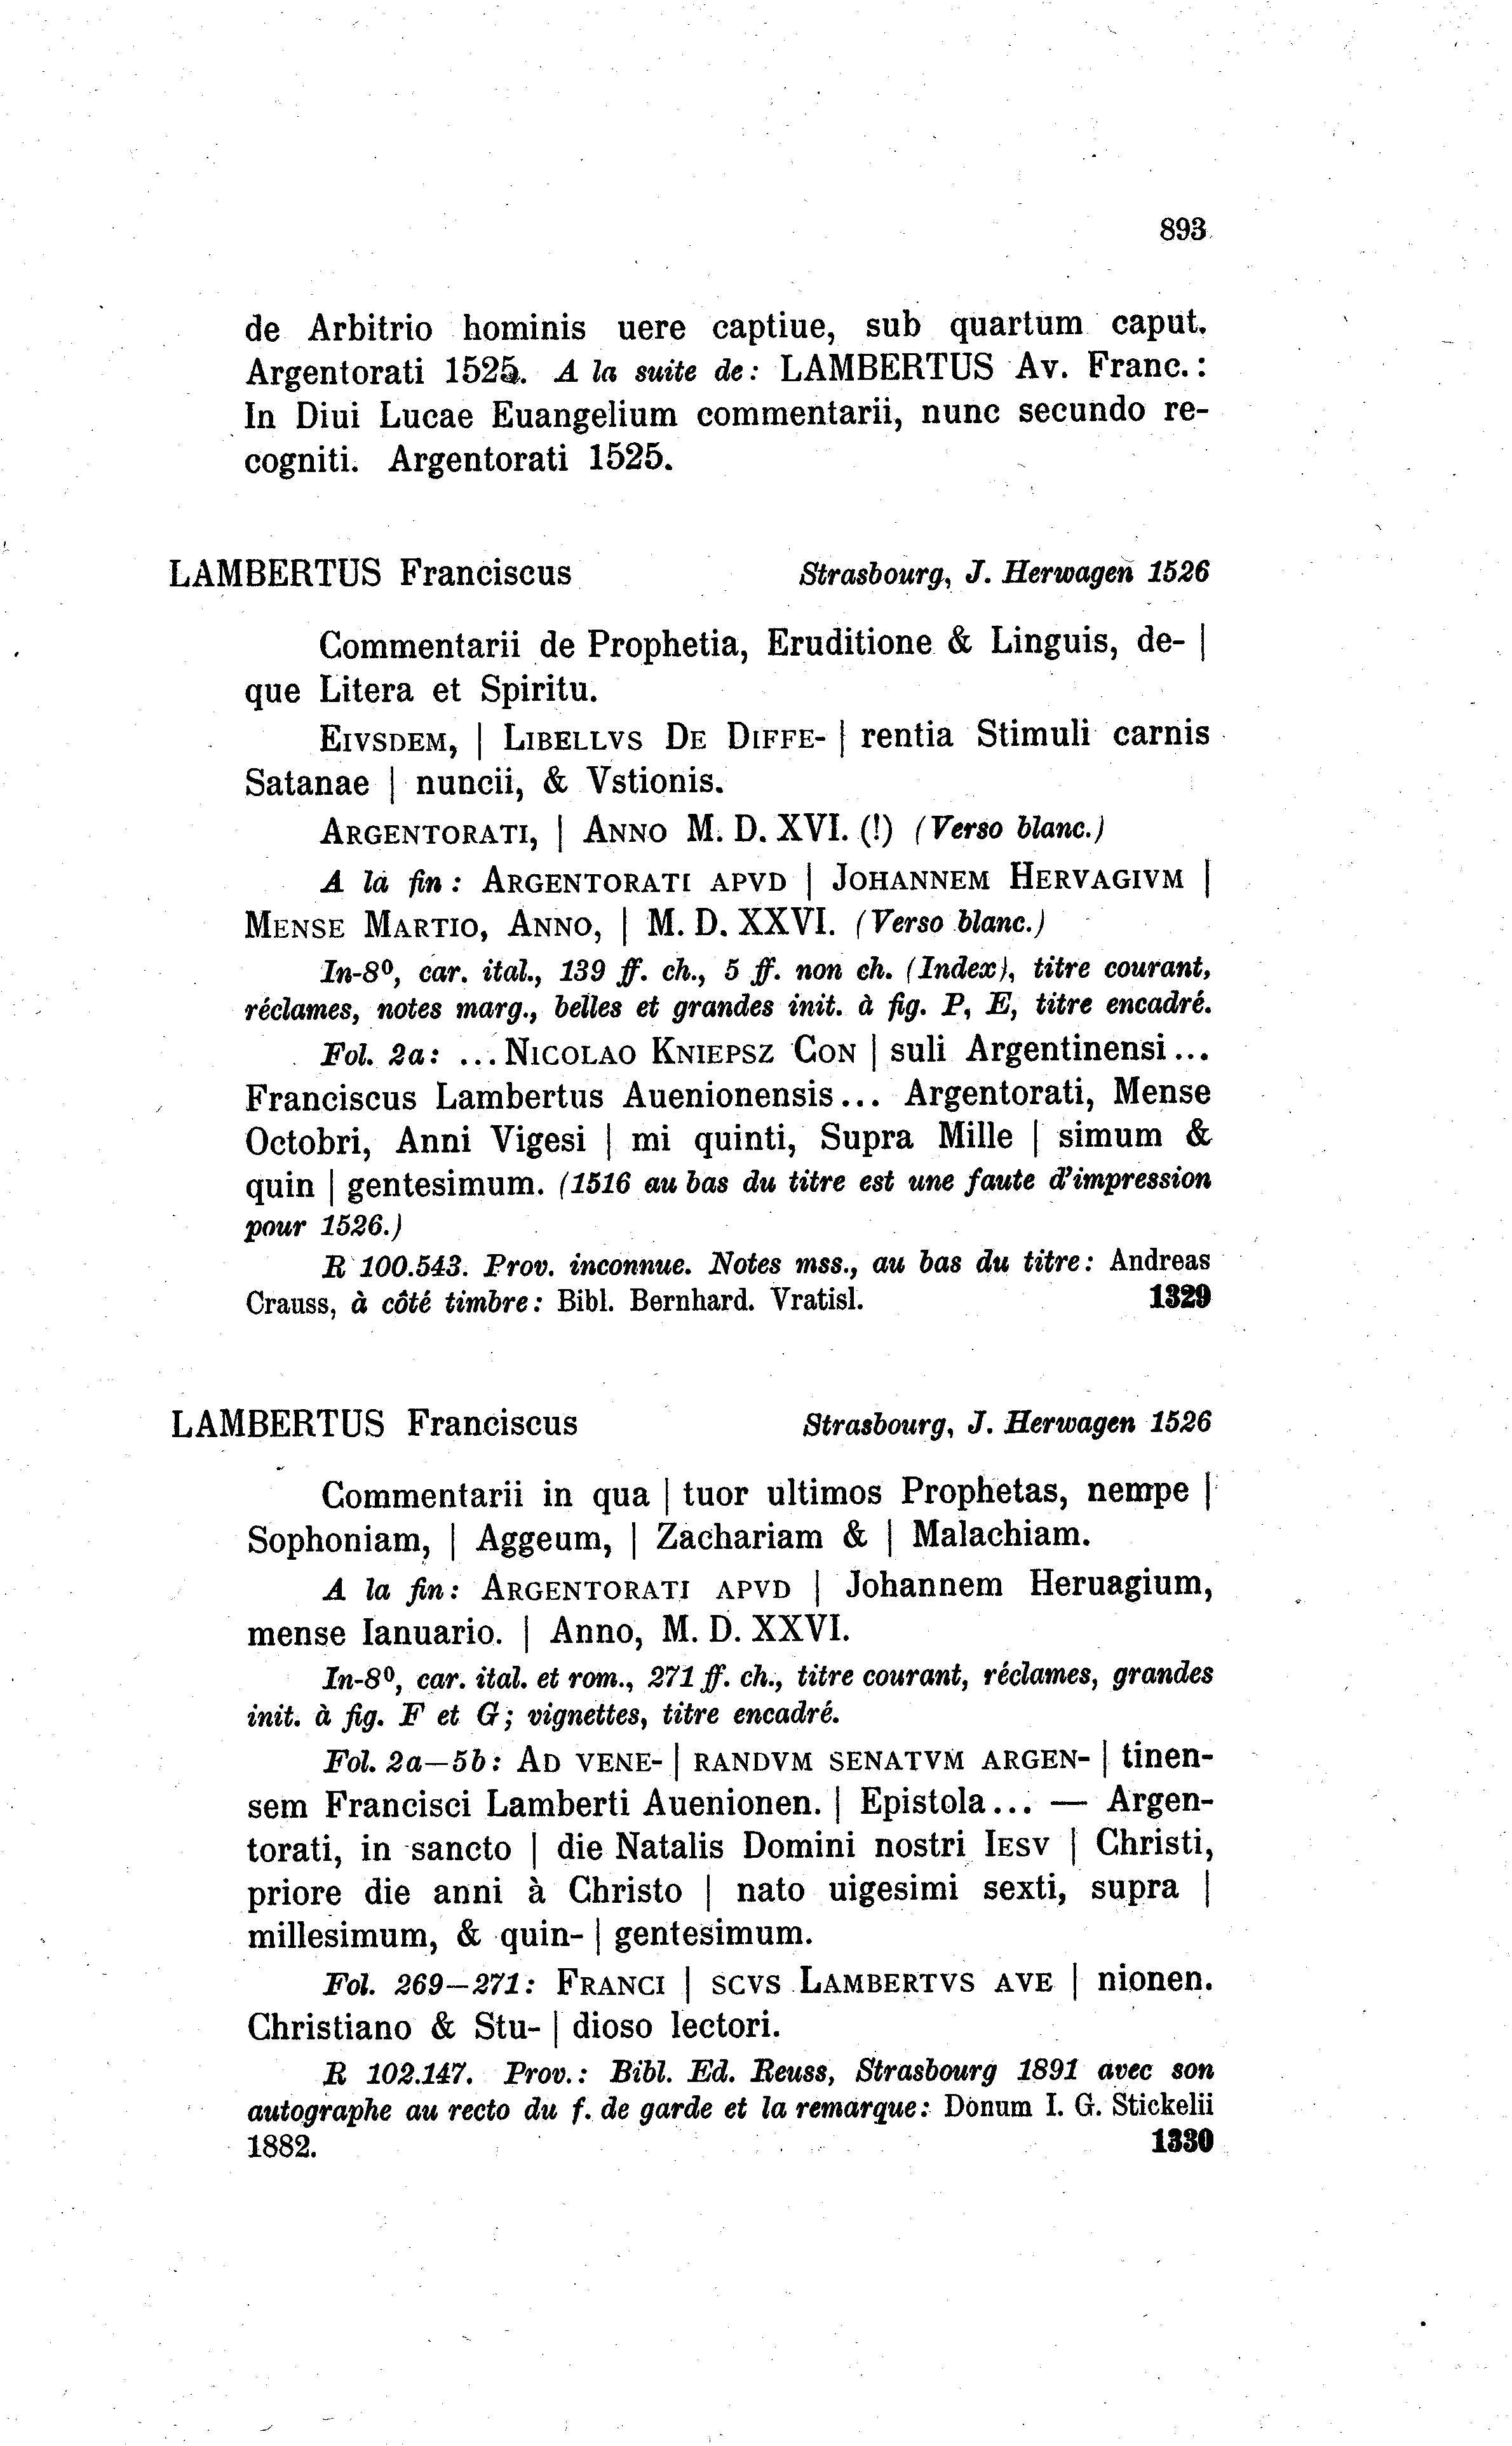 893
de Arbitrio hominis uere captiue, sub quartum caput.
Argentorati 1525. A la suite de: LAMBERTUS Av. Franc.:
In Diui Lucae Euangelium commentarii, nunc secundo re-
cogniti. Argentorati 1525.
LAMBERTUS Franciscus Strasbourg, J. Herwagen 1526
Commentarii de Prophetia, Eruditione & Linguis, de- |
que Litera et Spiritu.
EIVSDEM, | LIBELLVS DE DIFFE- | rentia Stimuli carnis
Satanae | nuncii, & Vstionis.
ARGENTORATI, | ANNO M. D. XVI. (!) (Verso blanc.)
A la fin: ARGENTORATI APVD | JOHANNEM HERVAGIVM |
MENSE MARTIO, ANNO, | M. D. XXVI. (Verso blanc.)
In-8⁰, car. ital., 139 ff. ch., 5 ff. non ch. (Index), titre courant,
réclames, notes marg., belles et grandes init. à fig. P, E, titre encadré.
Fol. 2a: ... NICOLAO KNIEPSZ CON | suli Argentinensi...
Franciscus Lambertus Auenionensis... Argentorati, Mense
Octobri, Anni Vigesi | mi quinti, Supra Mille | simum &
quin | gentesimum. (1516 au bas du titre est une faute d'impression
pour 1526.)
R 100.543. Prov. inconnue. Notes mss., au bas du titre: Andreas
Crauss, à côté timbre: Bibl. Bernhard. Vratisl. 1329
LAMBERTUS Franciscus Strasbourg, J. Herwagen 1526
Commentarii in qua | tuor ultimos Prophetas, nempe |
Sophoniam, | Aggeum, | Zachariam & | Malachiam.
A la fin: ARGENTORATI APVD | Johannem Heruagium,
mense Ianuario. | Anno, M. D. XXVI.
In-8⁰, car. ital. et rom., 271 ff. ch., titre courant, réclames, grandes
init. à fig. F et G; vignettes, titre encadré.
Fol. 2a—5b: AD VENE- | RANDVM SENATVM ARGEN- | tinen-
sem Francisci Lamberti Auenionen. | Epistola... — Argen-
torati, in sancto | die Natalis Domini nostri IESV | Christi,
priore die anni à Christo | nato uigesimi sexti, supra |
millesimum, & quin- | gentesimum.
Fol. 269—271: FRANCI | SCVS LAMBERTVS AVE | nionen.
Christiano & Stu- | dioso lectori.
R 102.147. Prov.: Bibl. Ed. Reuss, Strasbourg 1891 avec son
autographe au recto du f. de garde et la remarque: Donum I. G. Stickelii
1882. 1330